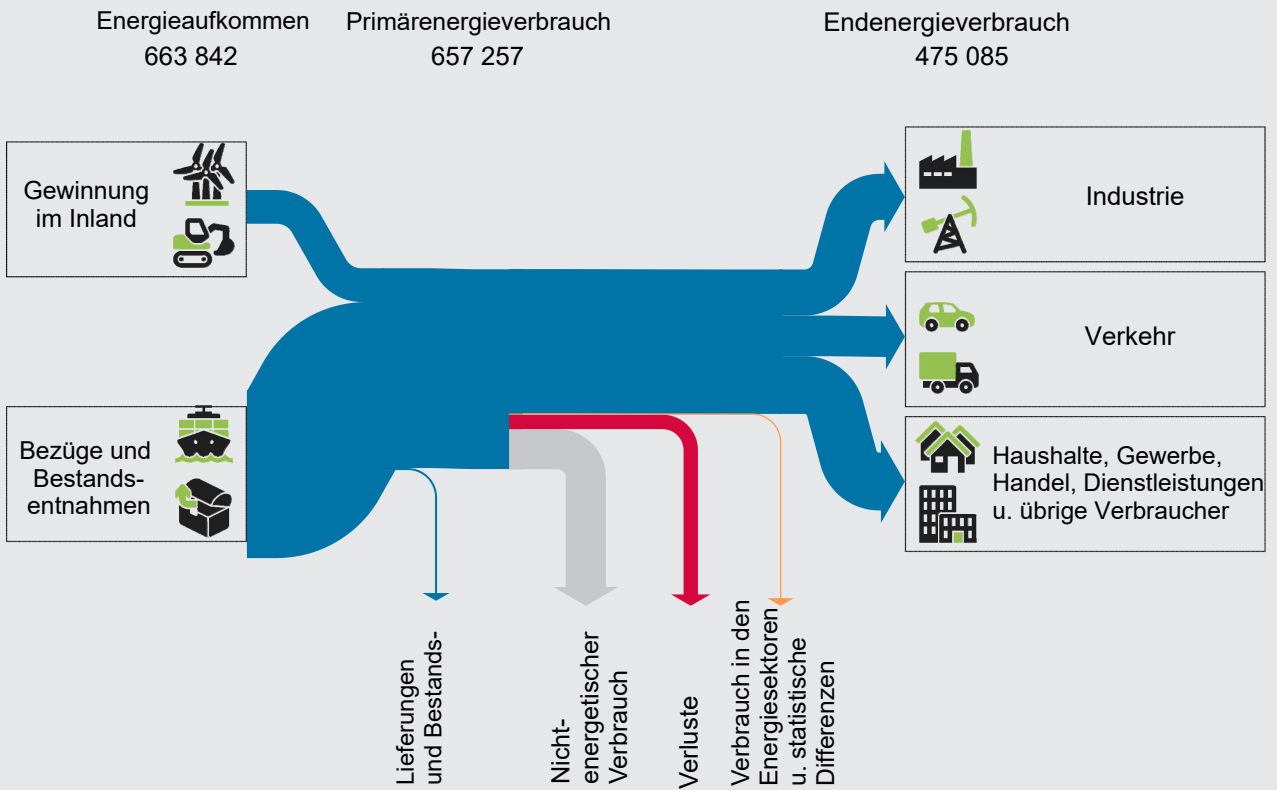 Energieaufkommen
663 842
Primärenergieverbrauch
657 257
Endenergieverbrauch
475 085
Gewinnung
im Inland
Bezüge und
Bestands-
entnahmen
Industrie
Verkehr
Haushalte, Gewerbe,
Handel, Dienstleistungen
u. übrige Verbraucher
Lieferungen
und Bestands-
Nicht-
energetischer
Verbrauch
Verluste
Verbrauch in den
Energiesektoren
u. statistische
Differenzen